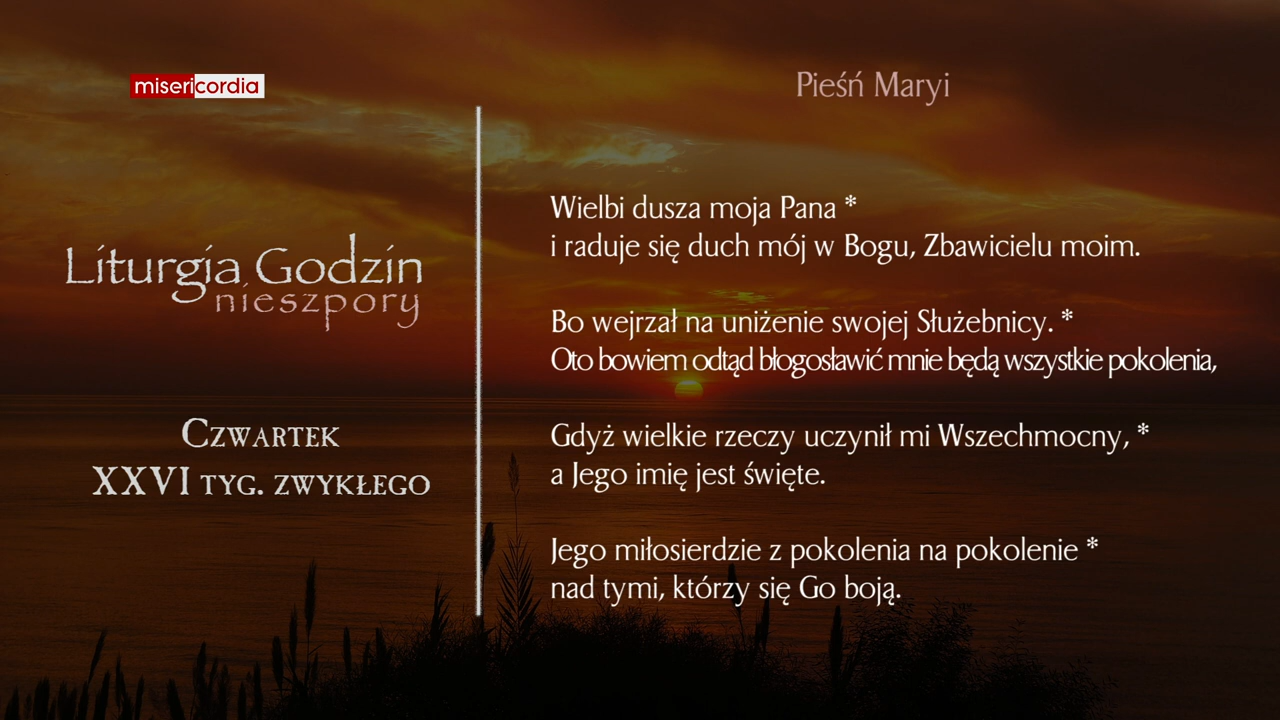 misericordia
Liturgia Godzin
nieszpory
Czwartek
XXVI tyg. zwykłego
Pieśń Maryi
Wielbi dusza moja Pana *
i raduje się duch mój w Bogu, Zbawicielu moim.
Bo wejrzał na uniżenie swojej Służebnicy. *
Oto bowiem odtąd błogosławić mnie będą wszystkie pokolenia,
Gdyż wielkie rzeczy uczynił mi Wszechmocny, *
a Jego imię jest święte.
Jego miłosierdzie z pokolenia na pokolenie *
nad tymi, którzy się Go boją.